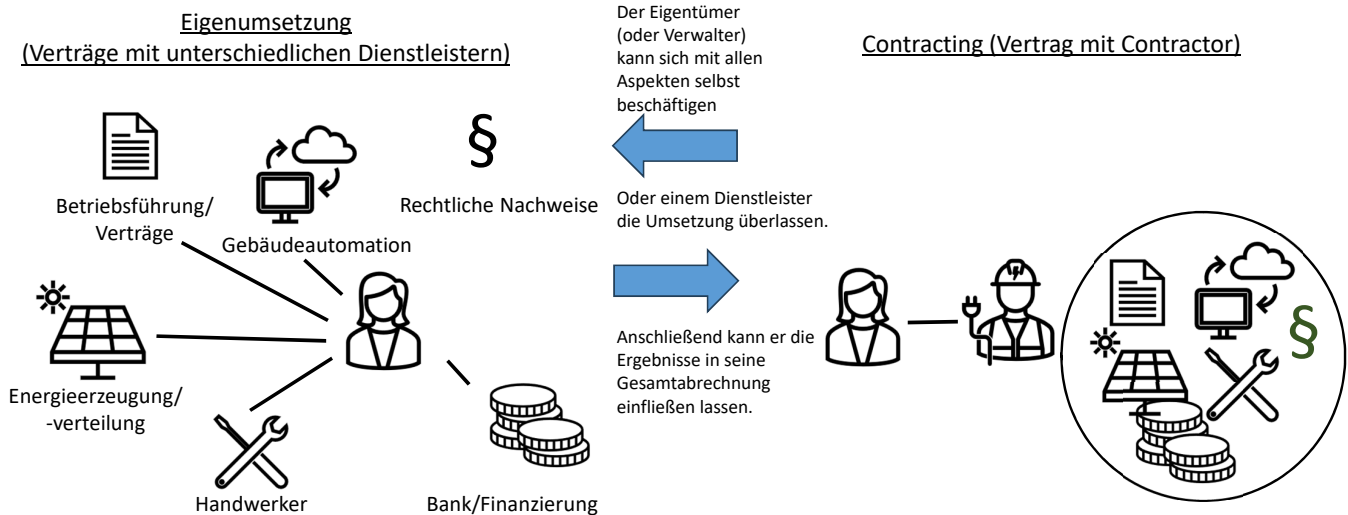 Eigenumsetzung
(Verträge mit unterschiedlichen Dienstleistern)
§
Betriebsführung/
Verträge
Gebäudeautomation
Rechtliche Nachweise
Energieerzeugung/
-verteilung
Handwerker
Bank/Finanzierung
Der Eigentümer
(oder Verwalter)
kann sich mit allen
Aspekten selbst
beschäftigen
Oder einem Dienstleister
die Umsetzung überlassen.
Anschließend kann er die
Ergebnisse in seine
Gesamtabrechnung
einfließen lassen.
Contracting (Vertrag mit Contractor)
§